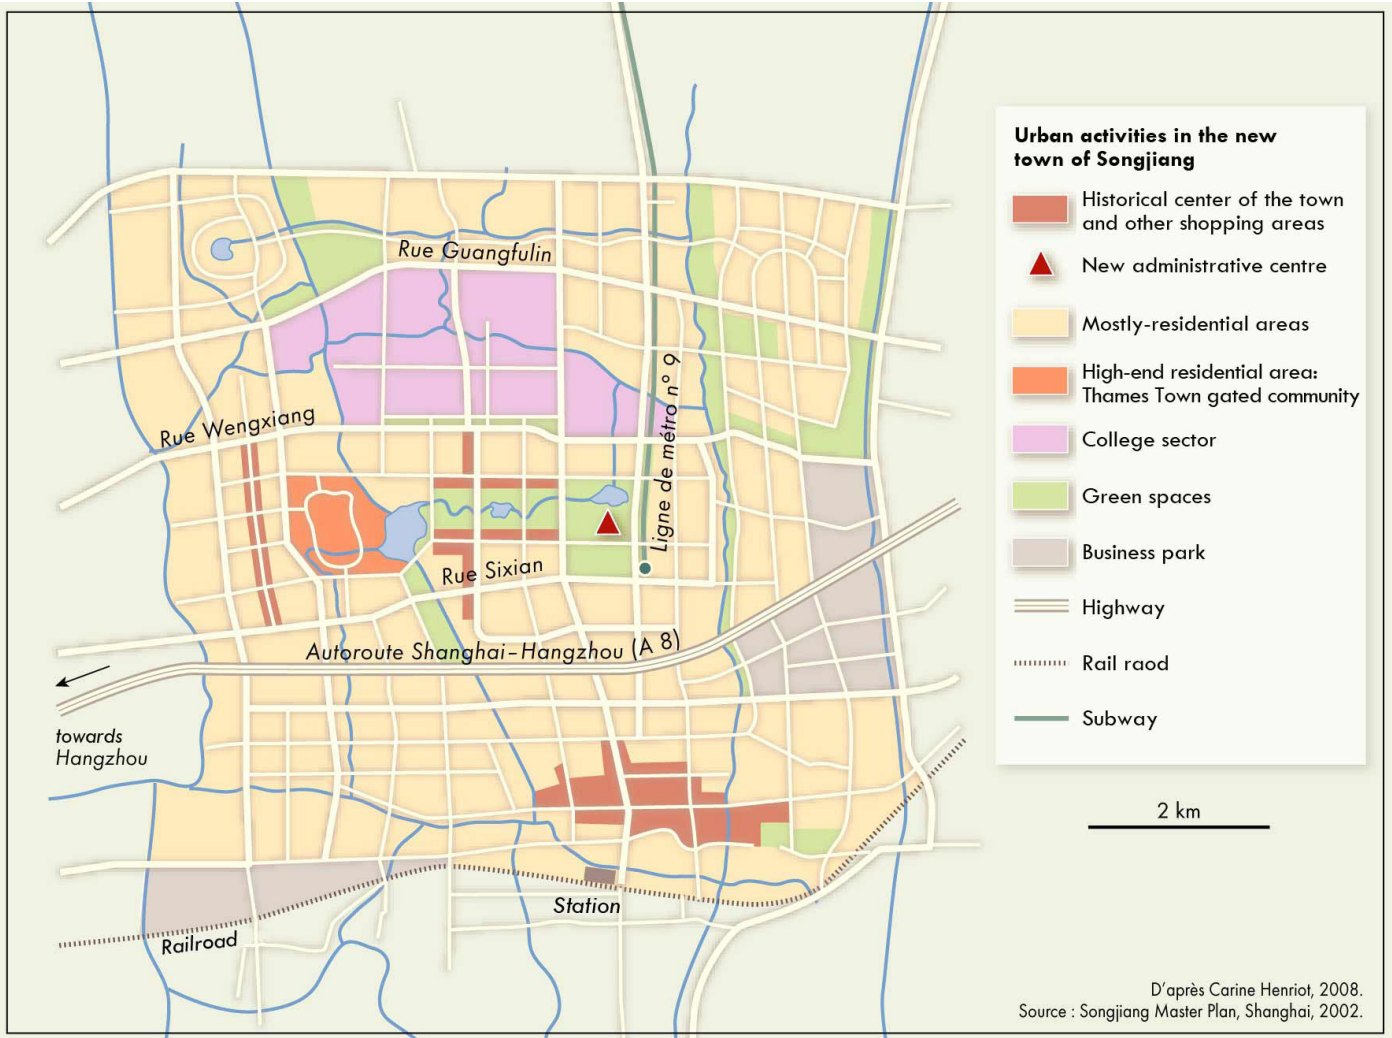 Rue Guangfulin
Rue Wengxiang
Ligne de métro n° 9
Rue Sixian
Autoroute Shanghai–Hangzhou (A 8)
towards
Hangzhou
Station
Railroad
Urban activities in the new
town of Songjiang
Historical center of the town
and other shopping areas
New administrative centre
Mostly-residential areas
High-end residential area:
Thames Town gated community
College sector
Green spaces
Business park
Highway
Rail raod
Subway
2 km
D'après Carine Henriot, 2008.
Source : Songjiang Master Plan, Shanghai, 2002.